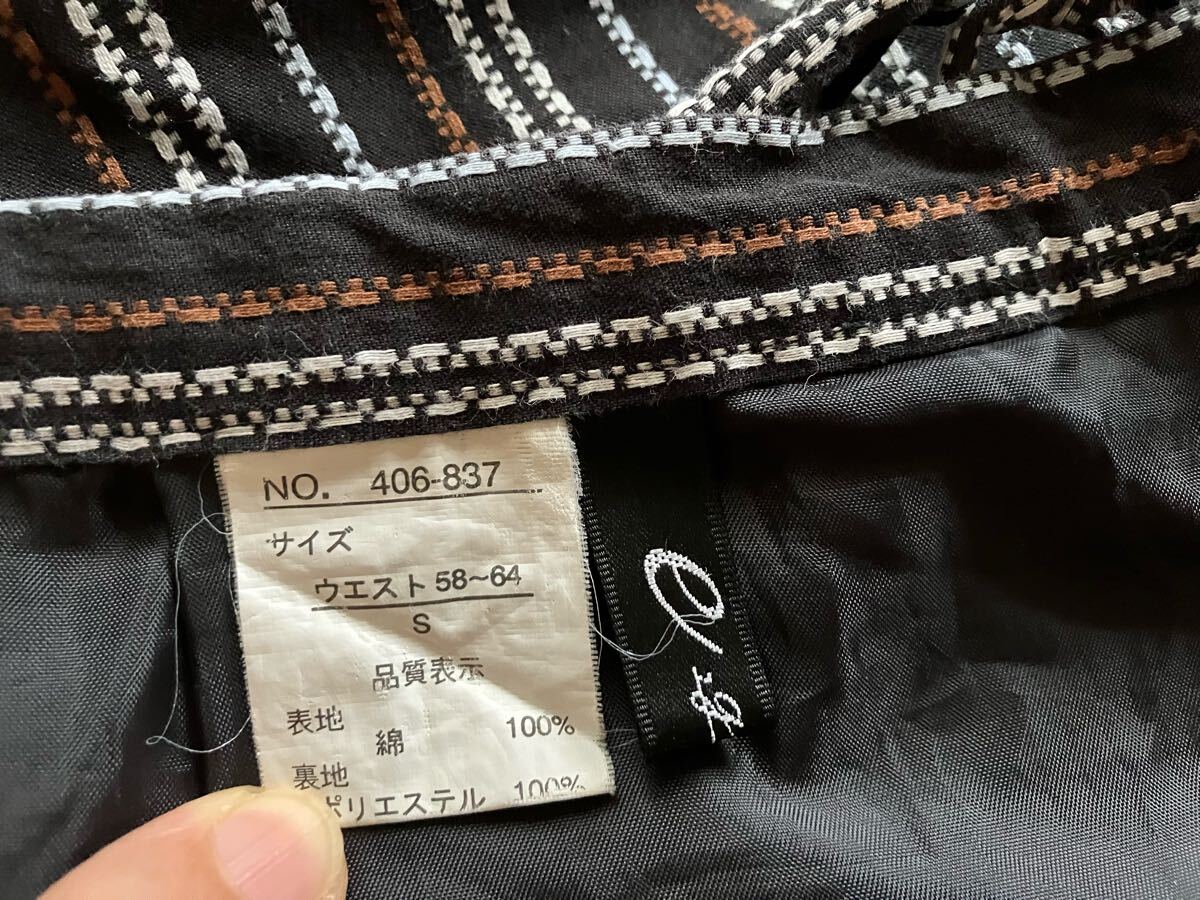 NO. 406-837
サイズ
ウエスト 58~64
S
品質表示
表地
綿 100%
裏地
ポリエステル 100%